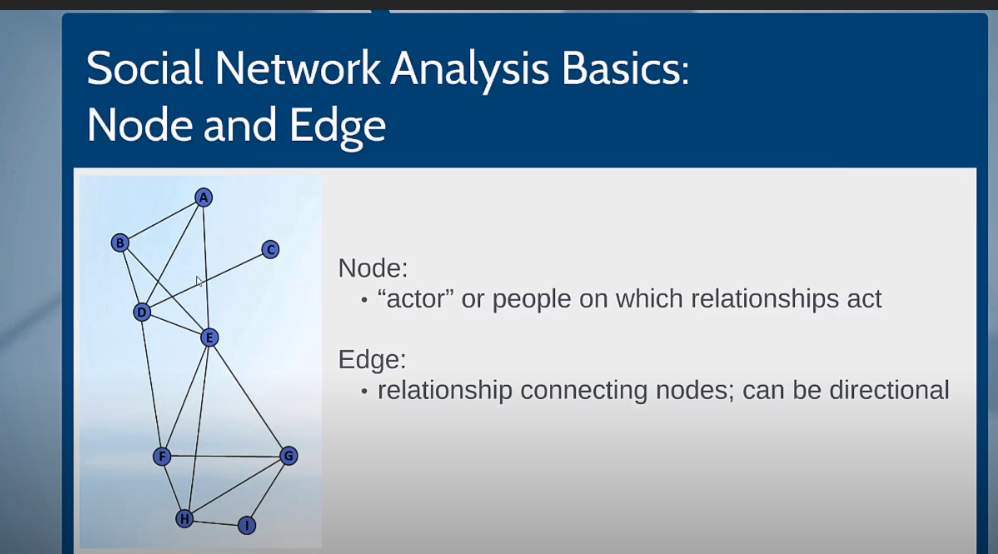 Social Network Analysis Basics:
Node and Edge
A
B
C
D
E
F
G
H
I
Node:
• “actor” or people on which relationships act
Edge:
• relationship connecting nodes; can be directional